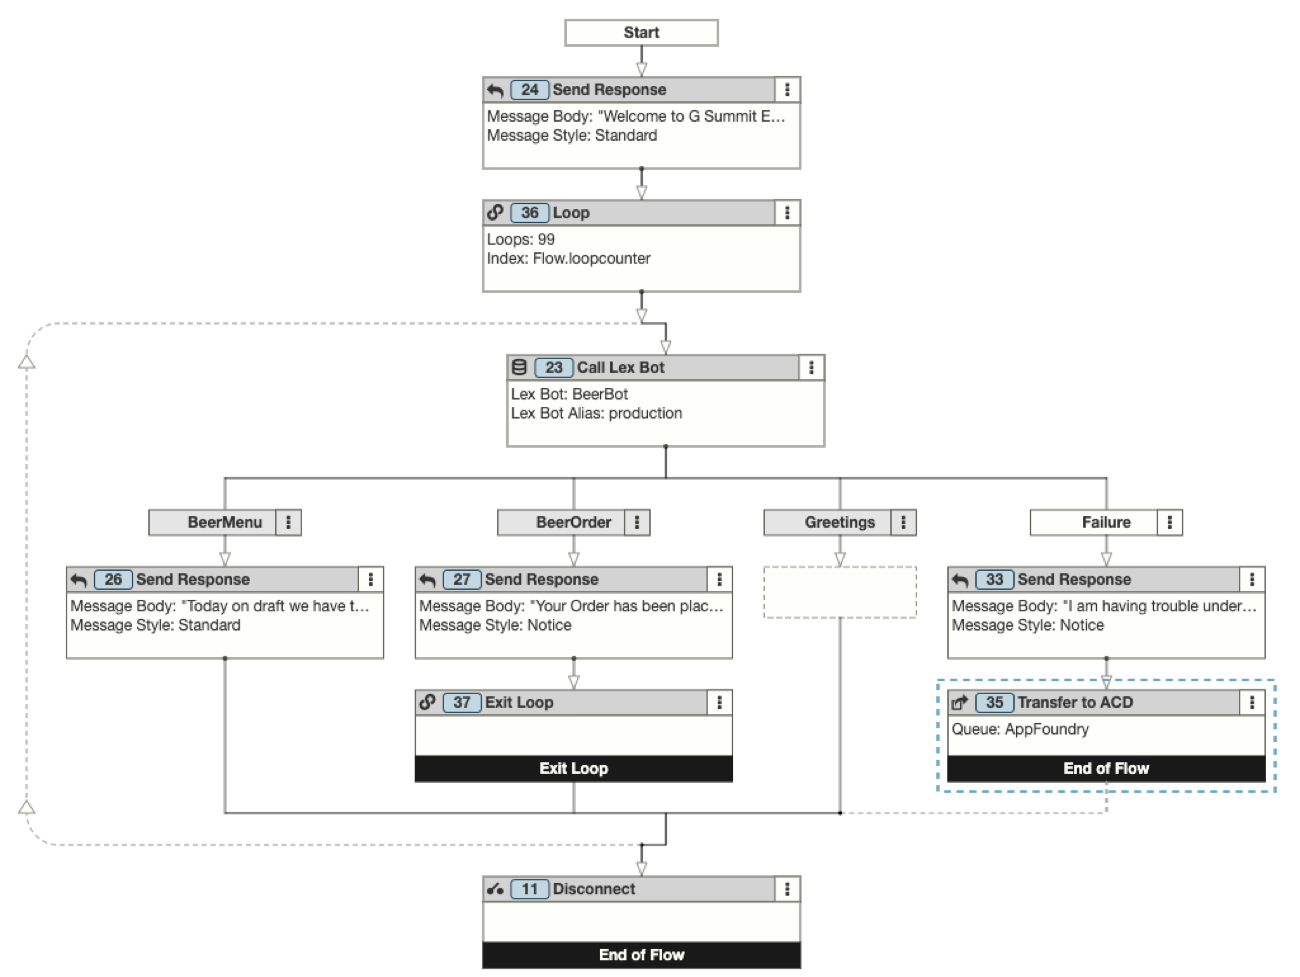 Start
24 Send Response
Message Body: "Welcome to G Summit E...
Message Style: Standard
36 Loop
Loops: 99
Index: Flow.loopcounter
23 Call Lex Bot
Lex Bot: BeerBot
Lex Bot Alias: production
BeerMenu
BeerOrder
Greetings
Failure
26 Send Response
Message Body: "Today on draft we have t...
Message Style: Standard
27 Send Response
Message Body: "Your Order has been plac...
Message Style: Notice
33 Send Response
Message Body: "I am having trouble under...
Message Style: Notice
37 Exit Loop
Exit Loop
35 Transfer to ACD
Queue: AppFoundry
End of Flow
11 Disconnect
End of Flow